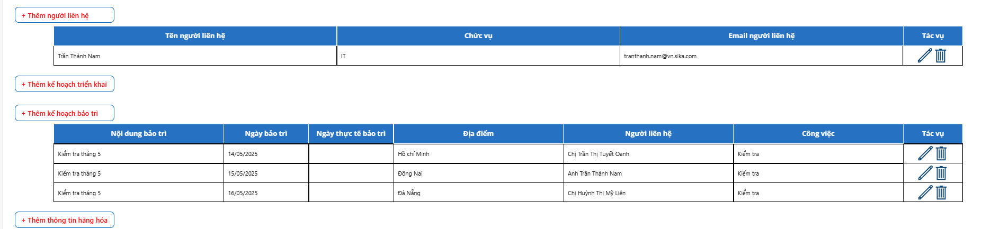 + Thêm người liên hệ
Tên người liên hệ Chức vụ Email người liên hệ Tác vụ
Trần Thành Nam IT tranthanh.nam@vn.sika.com
+ Thêm kế hoạch triển khai
+ Thêm kế hoạch bảo trì
Nội dung bảo trì Ngày bảo trì Ngày thực tế bảo trì Địa điểm Người liên hệ Công việc Tác vụ
Kiểm tra tháng 5 14/05/2025 Hồ chí Minh Chị Trần Thị Tuyết Oanh Kiểm tra
Kiểm tra tháng 5 15/05/2025 Đồng Nai Anh Trần Thành Nam Kiểm tra
Kiểm tra tháng 5 16/05/2025 Đà Nẵng Chị Huỳnh Thị Mỹ Liên Kiểm tra
+ Thêm thông tin hàng hóa